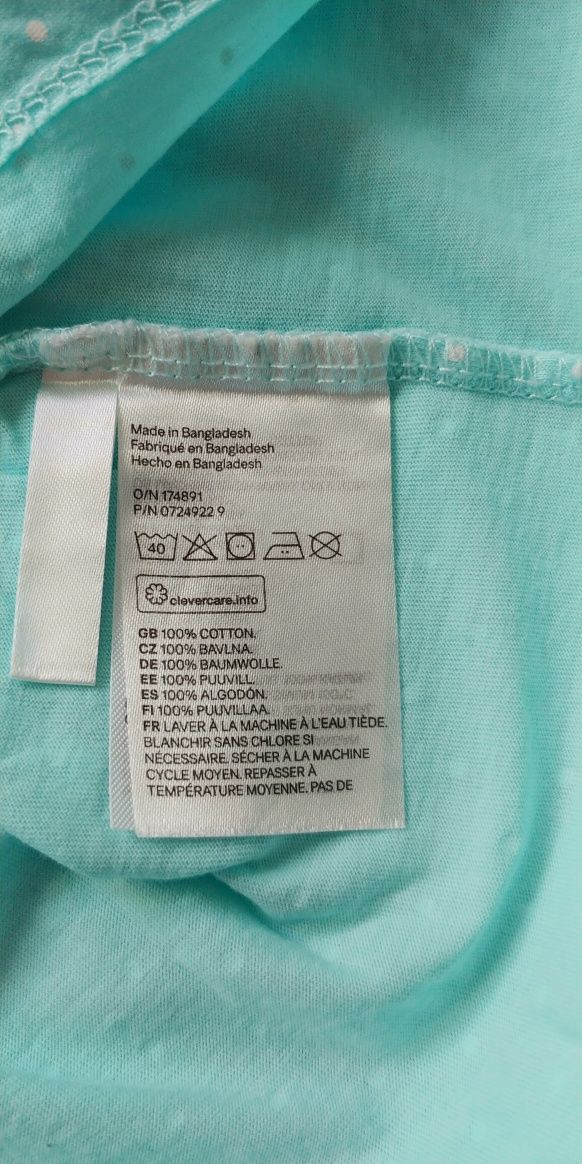 Made in Bangladesh
Fabriqué en Bangladesh
Hecho en Bangladesh
O/N 174891
P/N 0724922 9
40
clevercare.info
GB 100% COTTON.
CZ 100% BAVLNA.
DE 100% BAUMWOLLE.
EE 100% PUUVILL.
ES 100% ALGODÓN.
FI 100% PUUVILLAA.
FR LAVER À LA MACHINE À L'EAU TIÈDE.
BLANCHIR SANS CHLORE SI
NÉCESSAIRE. SÉCHER À LA MACHINE
CYCLE MOYEN. REPASSER À
TEMPÉRATURE MOYENNE. PAS DE